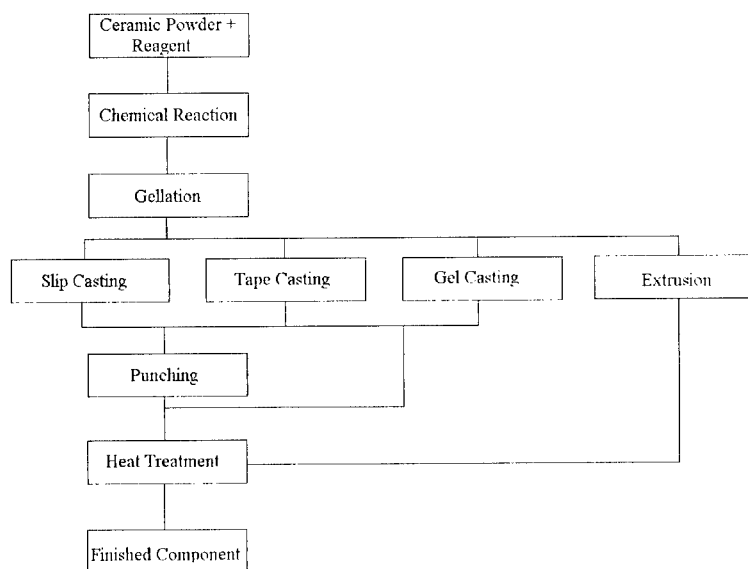 Ceramic Powder +
Reagent
Chemical Reaction
Gellation
Slip Casting
Tape Casting
Gel Casting
Extrusion
Punching
Heat Treatment
Finished Component